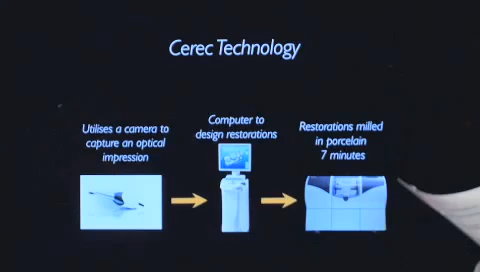 Cerec Technology
Utilises a camera to
capture an optical
impression
Computer to
design restorations
Restorations milled
in porcelain
7 minutes